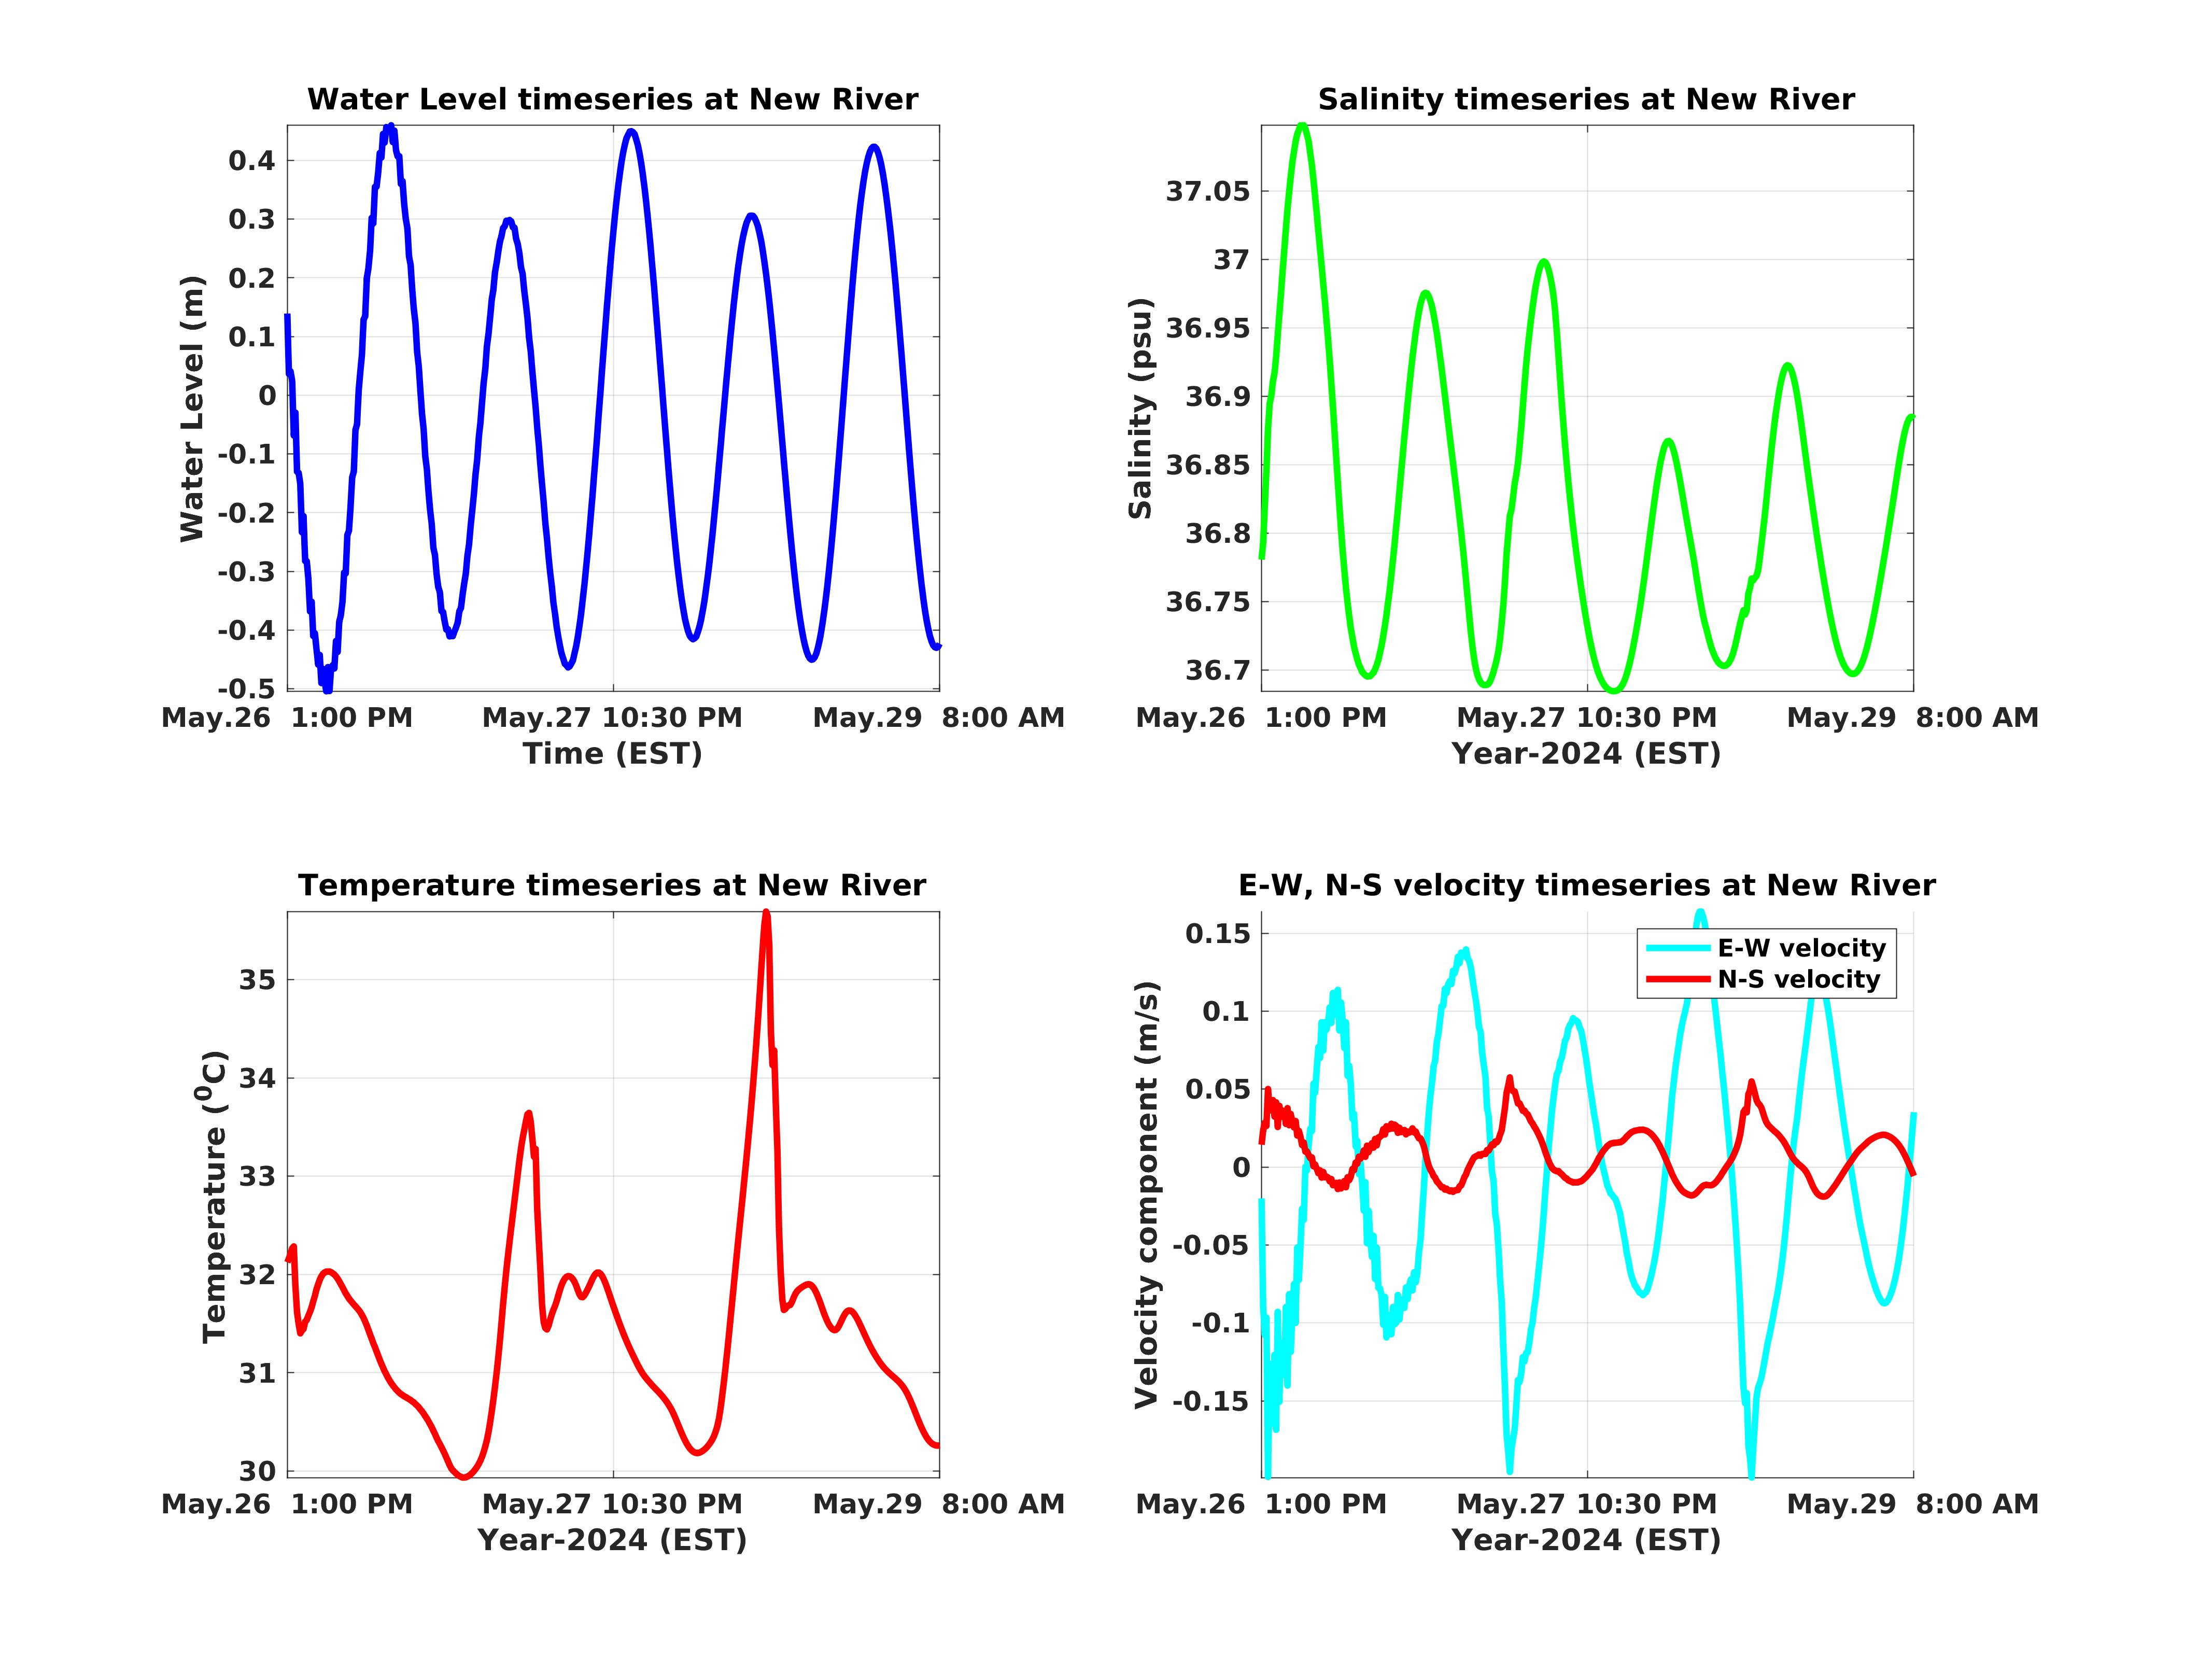 Water Level timeseries at New River
Water Level (m)
0.4
0.3
0.2
0.1
0
-0.1
-0.2
-0.3
-0.4
-0.5
May.26 1:00 PM May.27 10:30 PM May.29 8:00 AM
Time (EST)
Salinity timeseries at New River
Salinity (psu)
37.05
37
36.95
36.9
36.85
36.8
36.75
36.7
May.26 1:00 PM May.27 10:30 PM May.29 8:00 AM
Year-2024 (EST)
Temperature timeseries at New River
Temperature (⁰C)
35
34
33
32
31
30
May.26 1:00 PM May.27 10:30 PM May.29 8:00 AM
Year-2024 (EST)
E-W, N-S velocity timeseries at New River
Velocity component (m/s)
0.15
0.1
0.05
0
-0.05
-0.1
-0.15
E-W velocity
N-S velocity
May.26 1:00 PM May.27 10:30 PM May.29 8:00 AM
Year-2024 (EST)